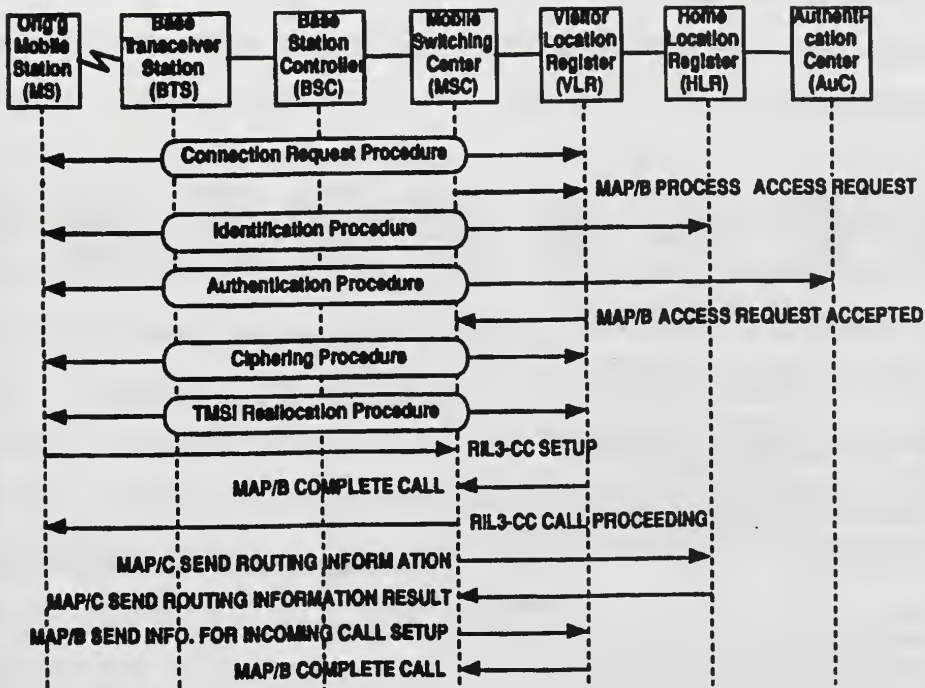 Orig'g
Mobile
Station
(MS)
Base
Transceiver
Station
(BTS)
Base
Station
Controller
(BSC)
Mobile
Switching
Center
(MSC)
Visitor
Location
Register
(VLR)
Home
Location
Register
(HLR)
Authenti-
cation
Center
(AuC)
Connection Request Procedure
MAP/B PROCESS ACCESS REQUEST
Identification Procedure
Authentication Procedure
MAP/B ACCESS REQUEST ACCEPTED
Ciphering Procedure
TMSI Reallocation Procedure
RIL3-CC SETUP
MAP/B COMPLETE CALL
RIL3-CC CALL PROCEEDING
MAP/C SEND ROUTING INFORMATION
MAP/C SEND ROUTING INFORMATION RESULT
MAP/B SEND INFO. FOR INCOMING CALL SETUP
MAP/B COMPLETE CALL